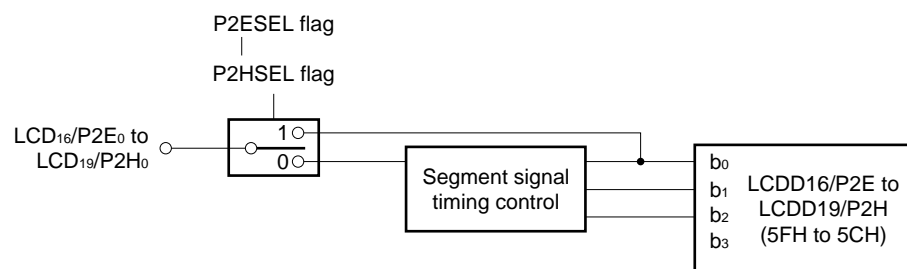 P2ESEL flag
P2HSEL flag
LCD₁₆/P2E₀ to
LCD₁₉/P2H₀
1
0
Segment signal
timing control
b₀
b₁
b₂
b₃
LCDD16/P2E to
LCDD19/P2H
(5FH to 5CH)